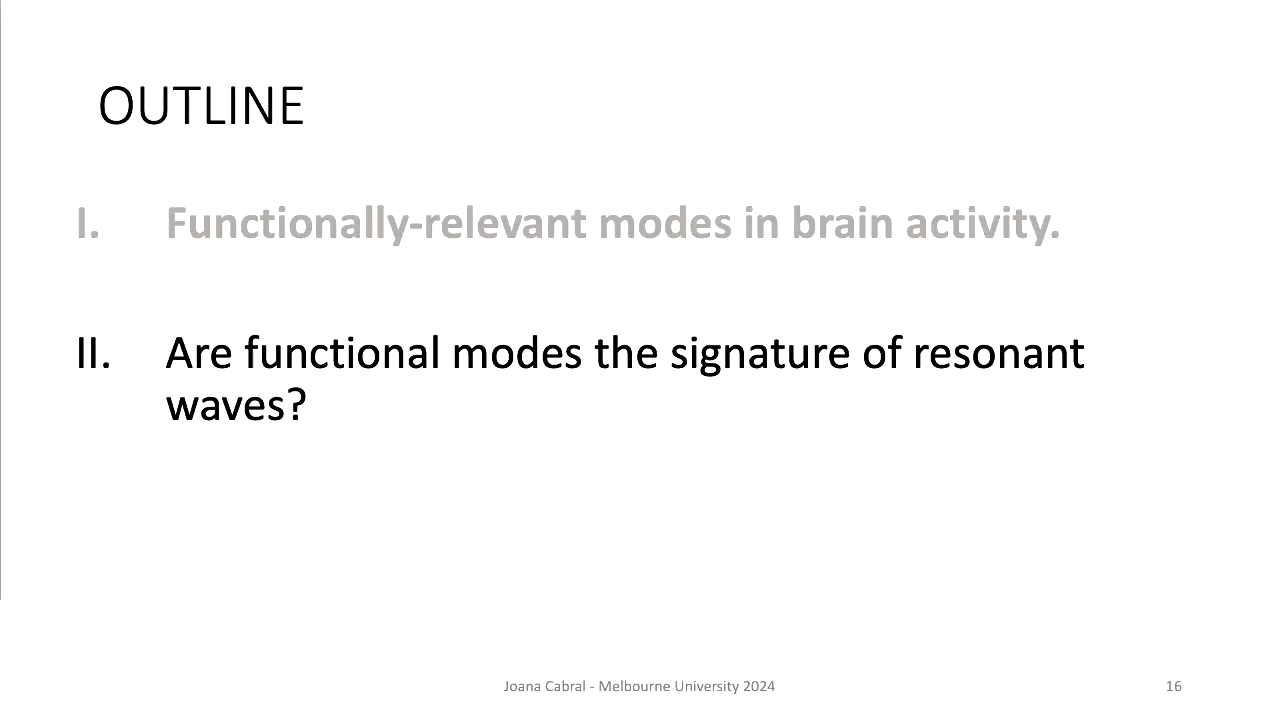 OUTLINE
I. Functionally-relevant modes in brain activity.
II. Are functional modes the signature of resonant
waves?
Joana Cabral - Melbourne University 2024
16